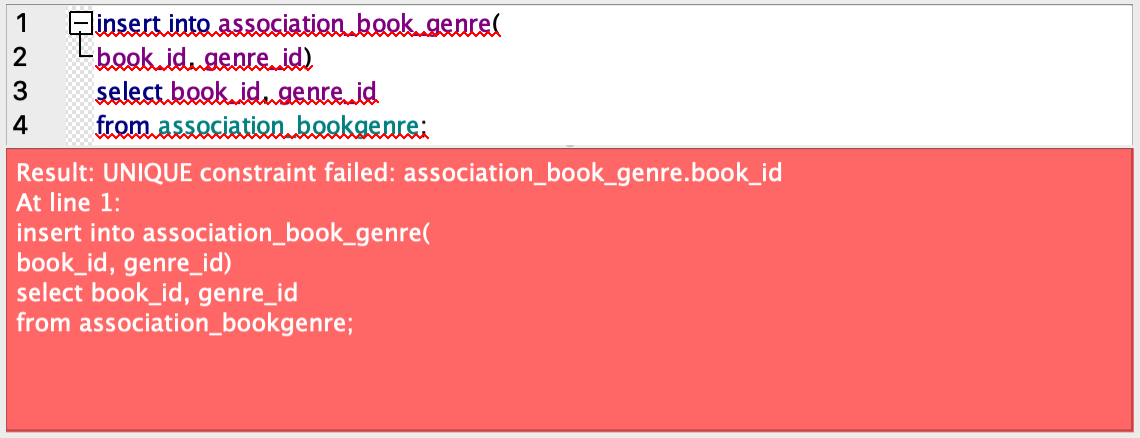 1 insert into association_book_genre(
2 book_id, genre_id)
3 select book_id, genre_id
4 from association_bookgenre;
Result: UNIQUE constraint failed: association_book_genre.book_id
At line 1:
insert into association_book_genre(
book_id, genre_id)
select book_id, genre_id
from association_bookgenre;